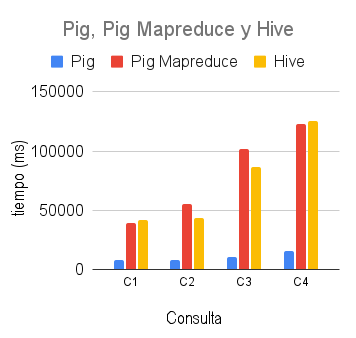 Pig, Pig Mapreduce y Hive
Pig Pig Mapreduce Hive
150000
100000
50000
0
tiempo (ms)
C1 C2 C3 C4
Consulta